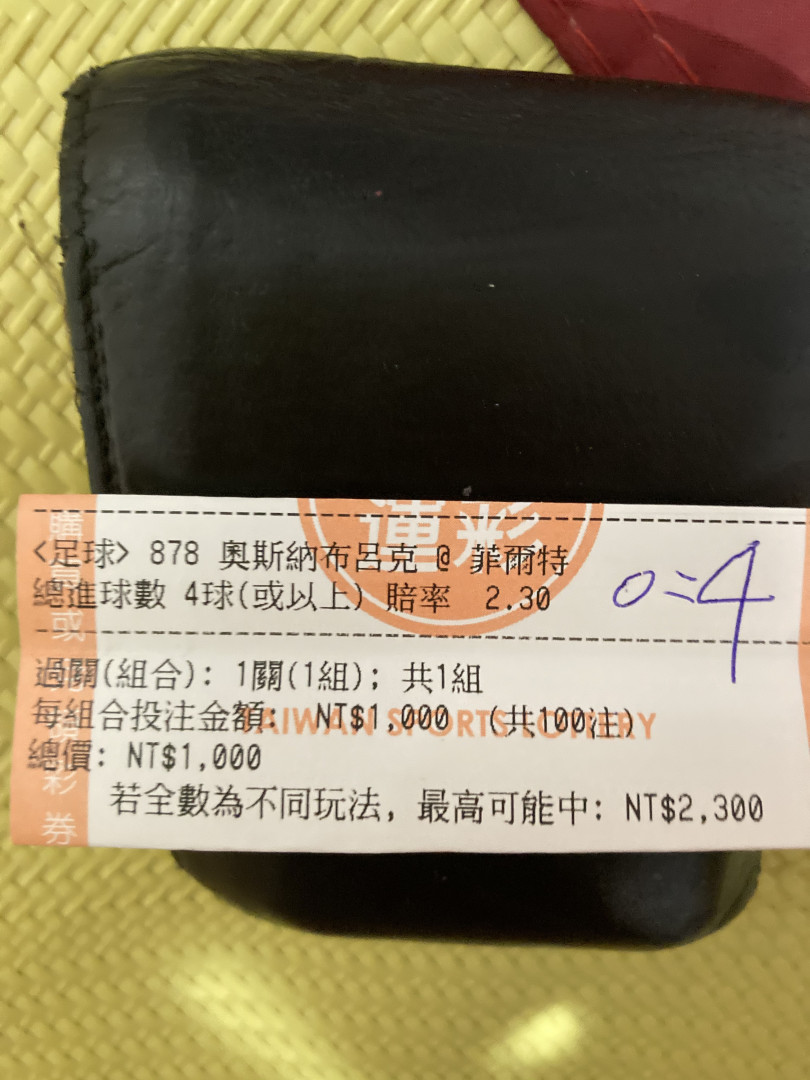 運彩
<足球> 878 奧斯納布呂克 @ 菲爾特
總進球數 4球(或以上) 賠率 2.30
0=4
過關(組合): 1關(1組); 共1組
每組合投注金額: NT$1,000 (共100注)
TAIWAN SPORTS LOTTERY
總價: NT$1,000
若全數為不同玩法, 最高可能中: NT$2,300
購
或
彩
券